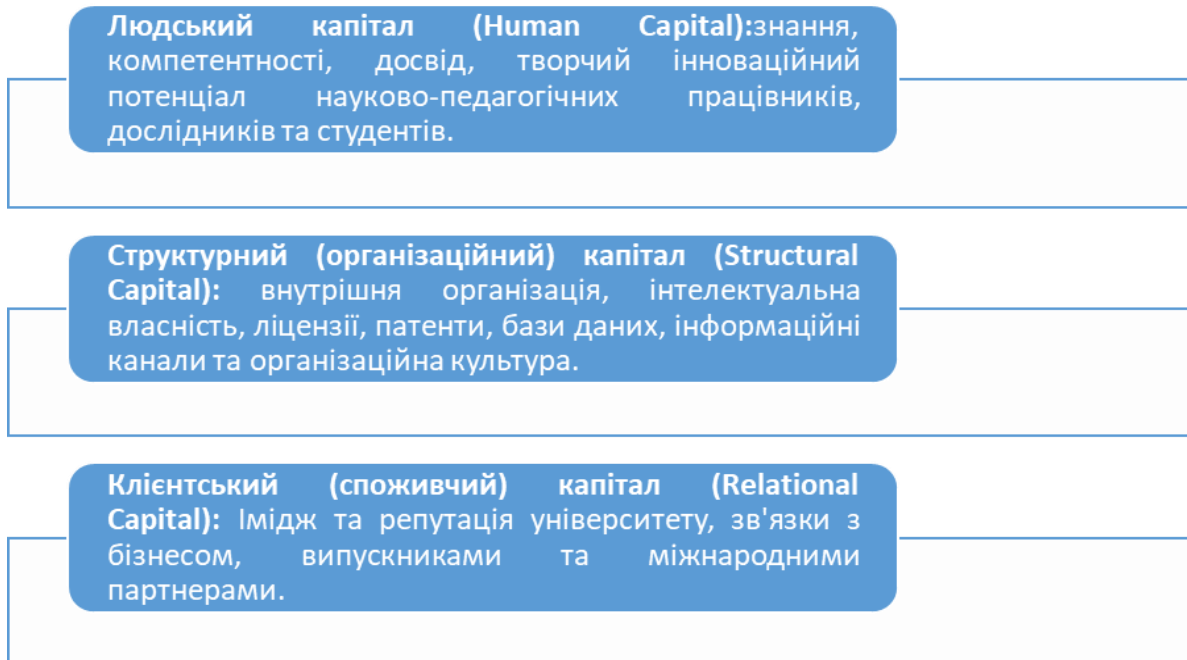 Людський капітал (Human Capital):знання,
компетентності, досвід, творчий інноваційний
потенціал науково-педагогічних працівників,
дослідників та студентів.
Структурний (організаційний) капітал (Structural
Capital): внутрішня організація, інтелектуальна
власність, ліцензії, патенти, бази даних, інформаційні
канали та організаційна культура.
Клієнтський (споживчий) капітал (Relational
Capital): Імідж та репутація університету, зв'язки з
бізнесом, випускниками та міжнародними
партнерами.